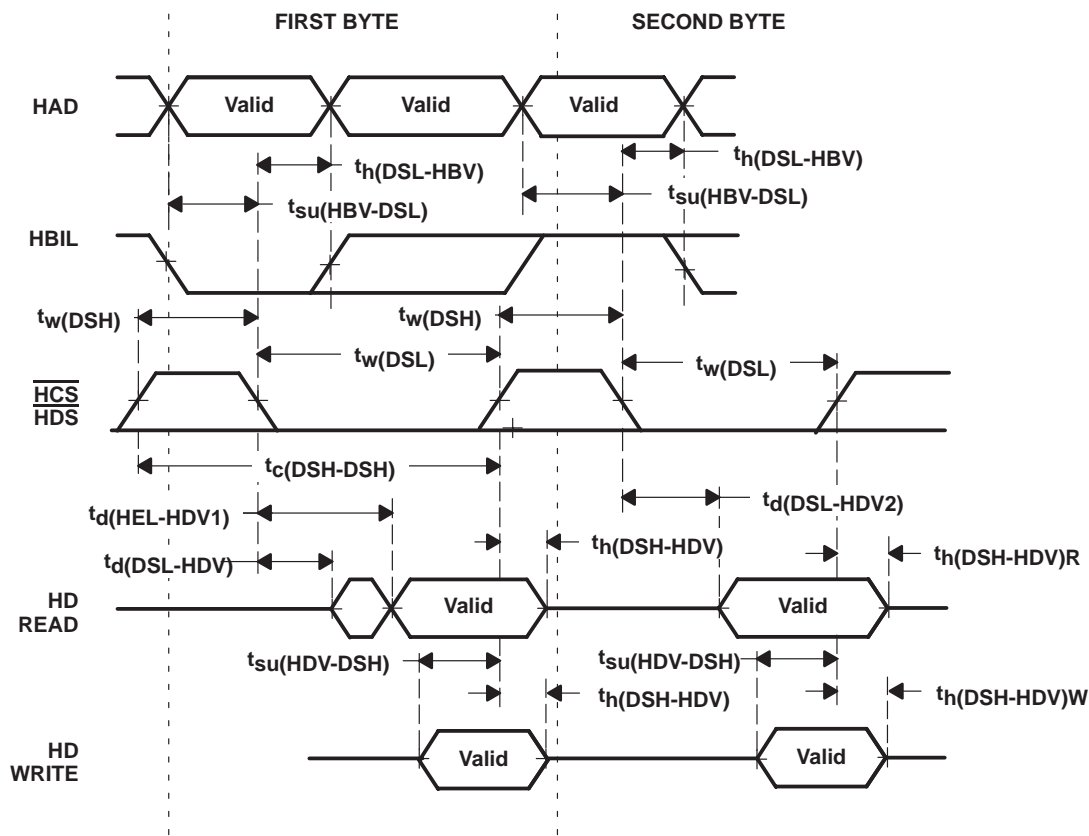 FIRST BYTE SECOND BYTE
HAD Valid Valid Valid
th(DSL-HBV) th(DSL-HBV)
tsu(HBV-DSL) tsu(HBV-DSL)
HBIL
tw(DSH) tw(DSH)
tw(DSL) tw(DSL)
HCS
HDS
tc(DSH-DSH)
td(HEL-HDV1) td(DSL-HDV2)
th(DSH-HDV) th(DSH-HDV)R
td(DSL-HDV)
HD
READ Valid Valid
tsu(HDV-DSH) tsu(HDV-DSH)
th(DSH-HDV) th(DSH-HDV)W
HD
WRITE Valid Valid